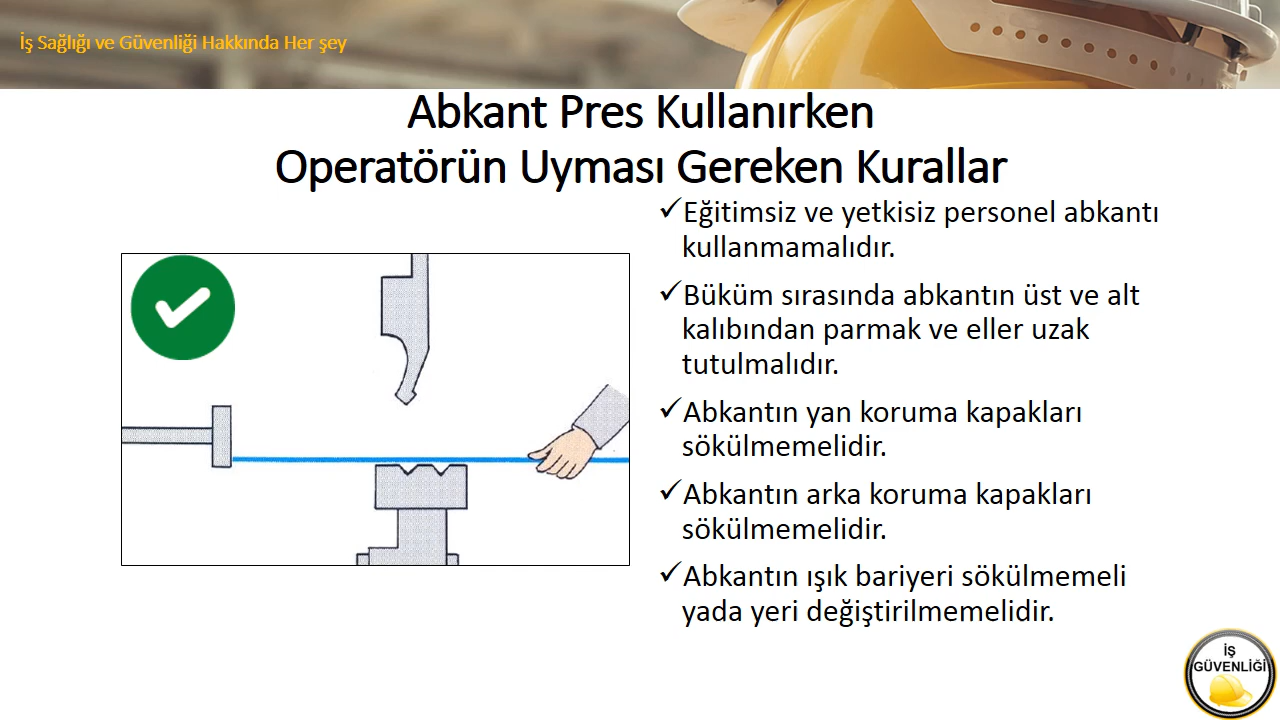 İş Sağlığı ve Güvenliği Hakkında Her şey
Abkant Pres Kullanırken
Operatörün Uyması Gereken Kurallar
✓Eğitimsiz ve yetkisiz personel abkantı
kullanmamalıdır.
✓Büküm sırasında abkantın üst ve alt
kalıbından parmak ve eller uzak
tutulmalıdır.
✓Abkantın yan koruma kapakları
sökülmemelidir.
✓Abkantın arka koruma kapakları
sökülmemelidir.
✓Abkantın ışık bariyeri sökülmemeli
yada yeri değiştirilmemelidir.
İŞ
GÜVENLİĞİ